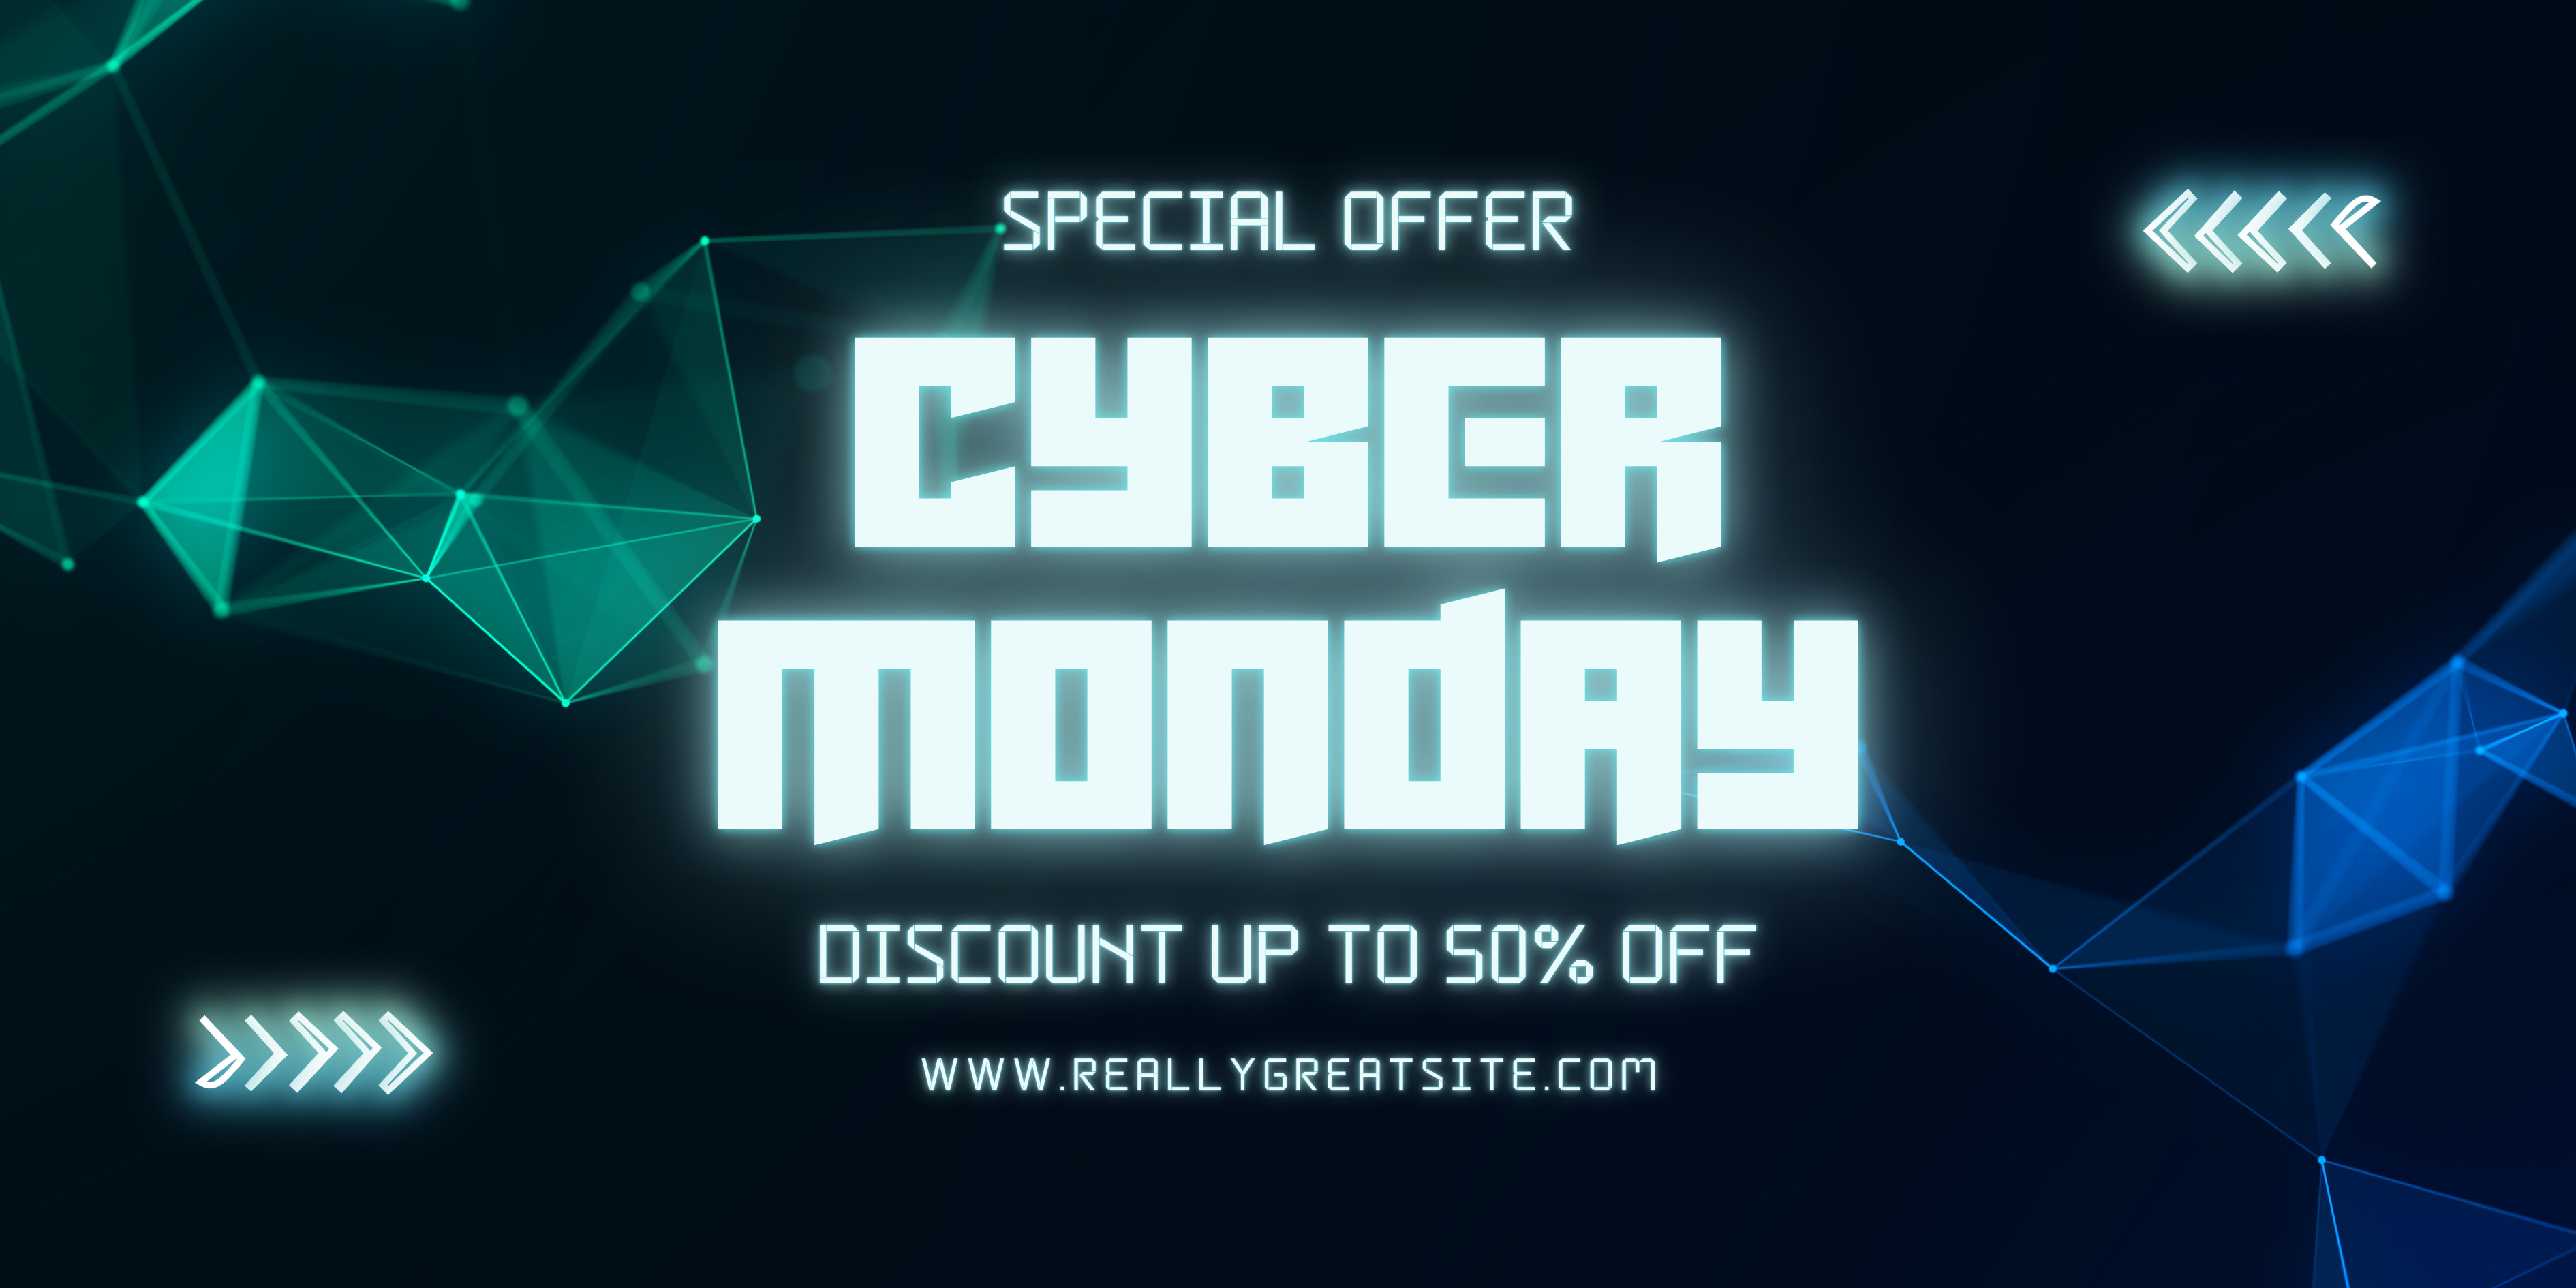 SPECIAL OFFER
CYBER
MONDAY
DISCOUNT UP TO 50% OFF
WWW.REALLYGREATSITE.COM